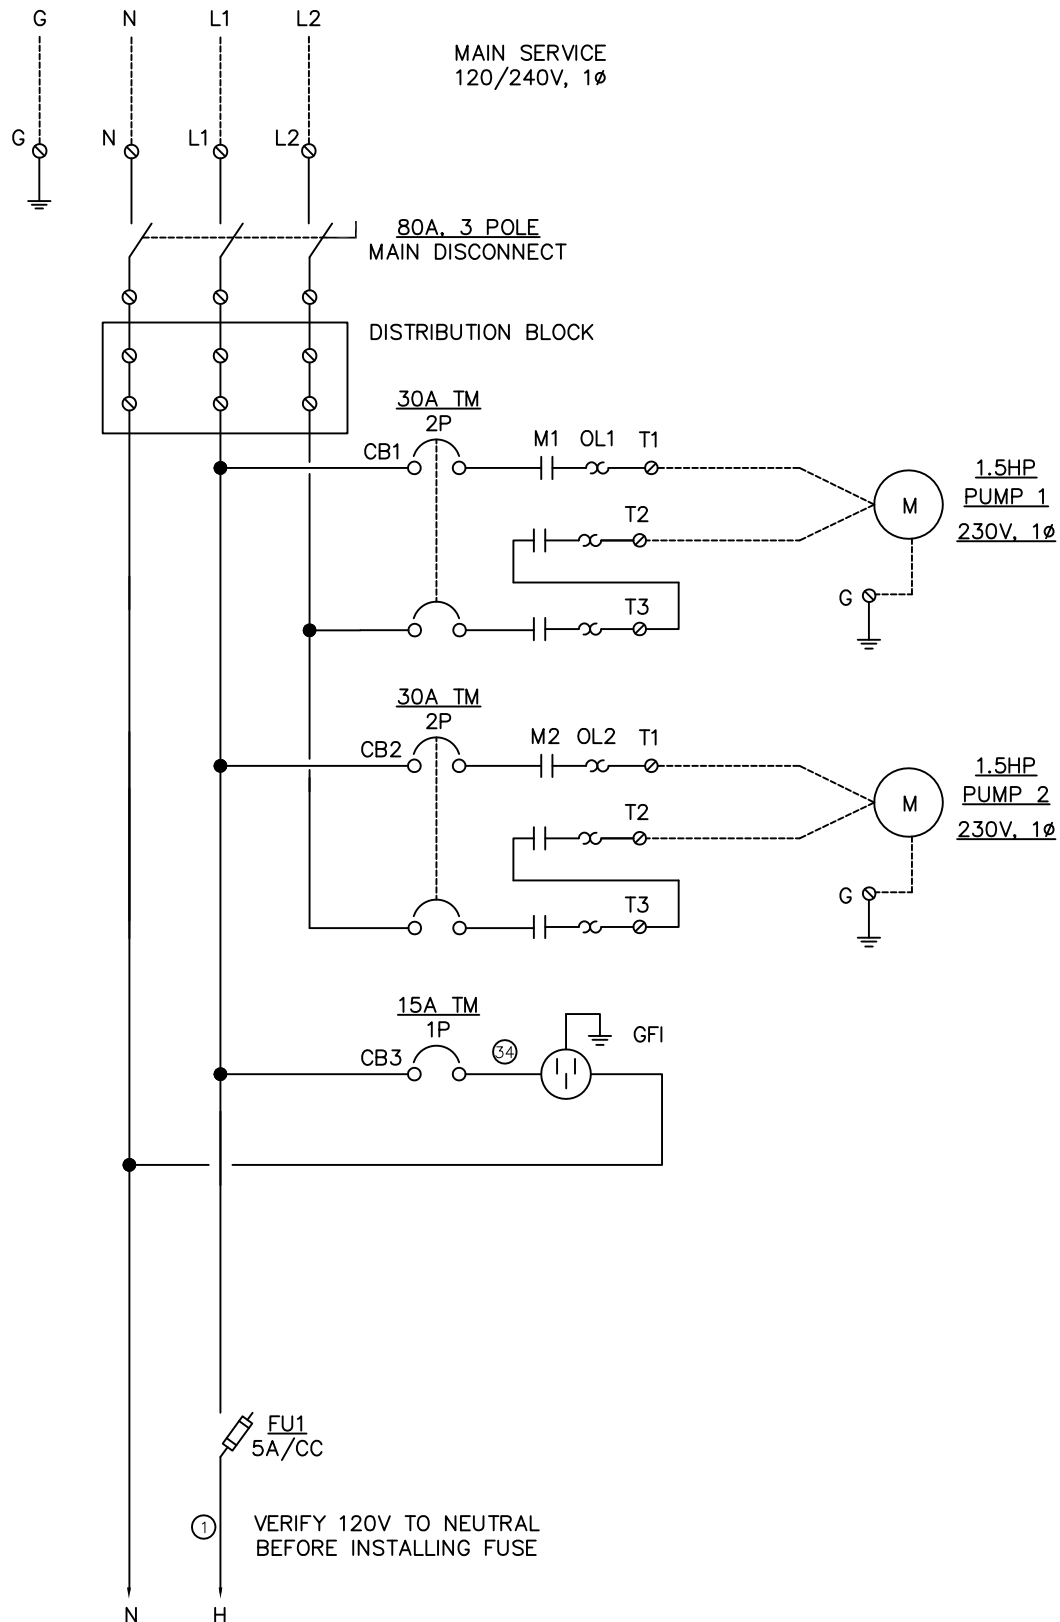 G N L1 L2
MAIN SERVICE
120/240V, 1Ø
G N L1 L2
80A, 3 POLE
MAIN DISCONNECT
DISTRIBUTION BLOCK
30A TM
2P
CB1 M1 OL1 T1
1.5HP
PUMP 1
230V, 1Ø
M
T2
G
T3
30A TM
2P
CB2 M2 OL2 T1
1.5HP
PUMP 2
230V, 1Ø
M
T2
G
T3
15A TM
1P
CB3 34 GFI
FU1
5A/CC
1 VERIFY 120V TO NEUTRAL
BEFORE INSTALLING FUSE
N H